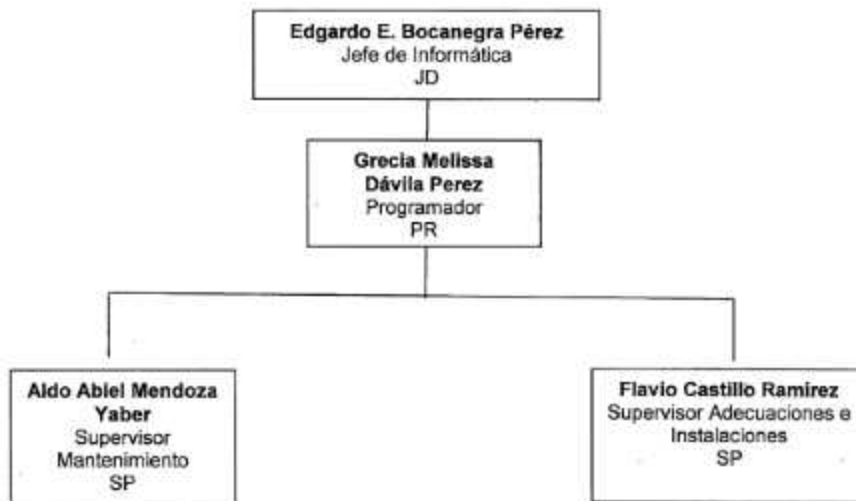 Edgardo E. Bocanegra Pérez
Jefe de Informática
JD
Grecia Melissa
Dávila Perez
Programador
PR
Aldo Abiel Mendoza
Yaber
Supervisor
Mantenimiento
SP
Flavio Castillo Ramirez
Supervisor Adecuaciones e
Instalaciones
SP